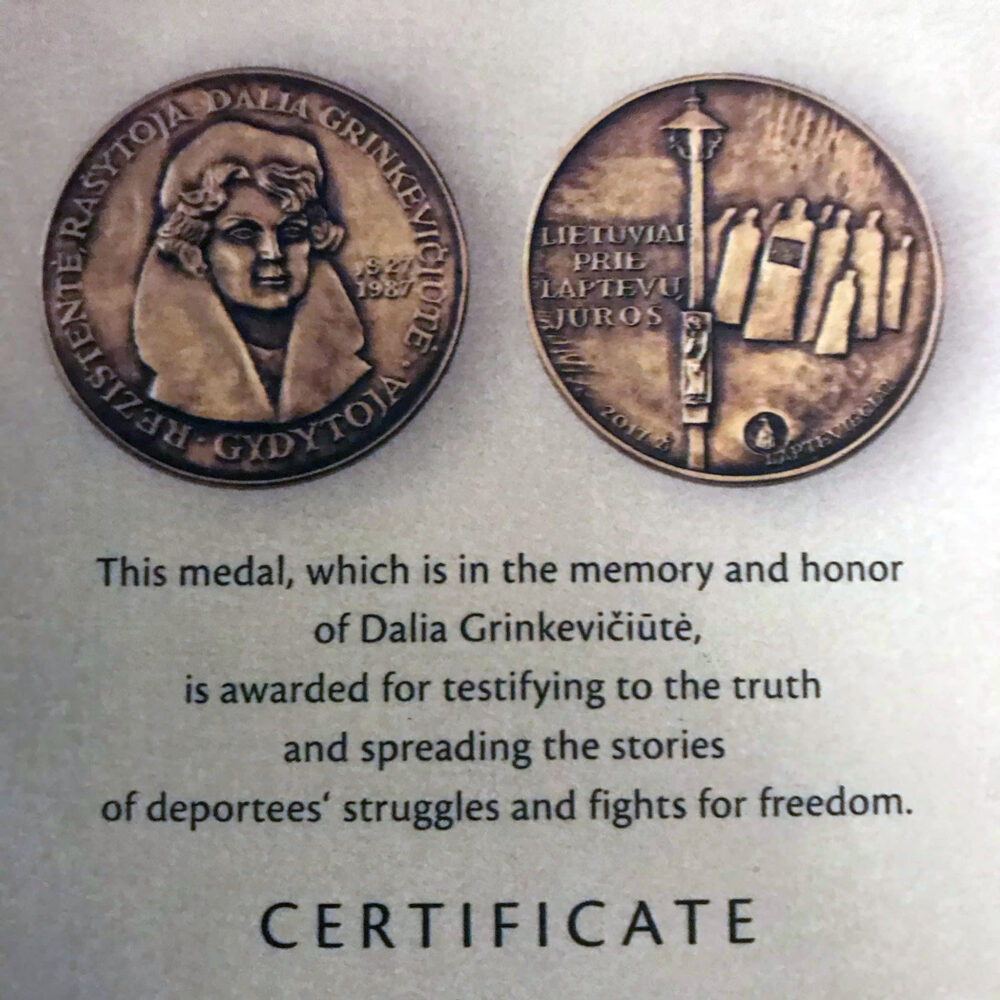 REZISTENTĖ RAŠYTOJA DALIA GRINKEVIČIŪTĖ · GYDYTOJA ·
1927
1987
LIETUVIAI
PRIE
LAPTEVŲ
JŪROS
2017
This medal, which is in the memory and honor
of Dalia Grinkevičiūtė,
is awarded for testifying to the truth
and spreading the stories
of deportees‘ struggles and fights for freedom.
CERTIFICATE